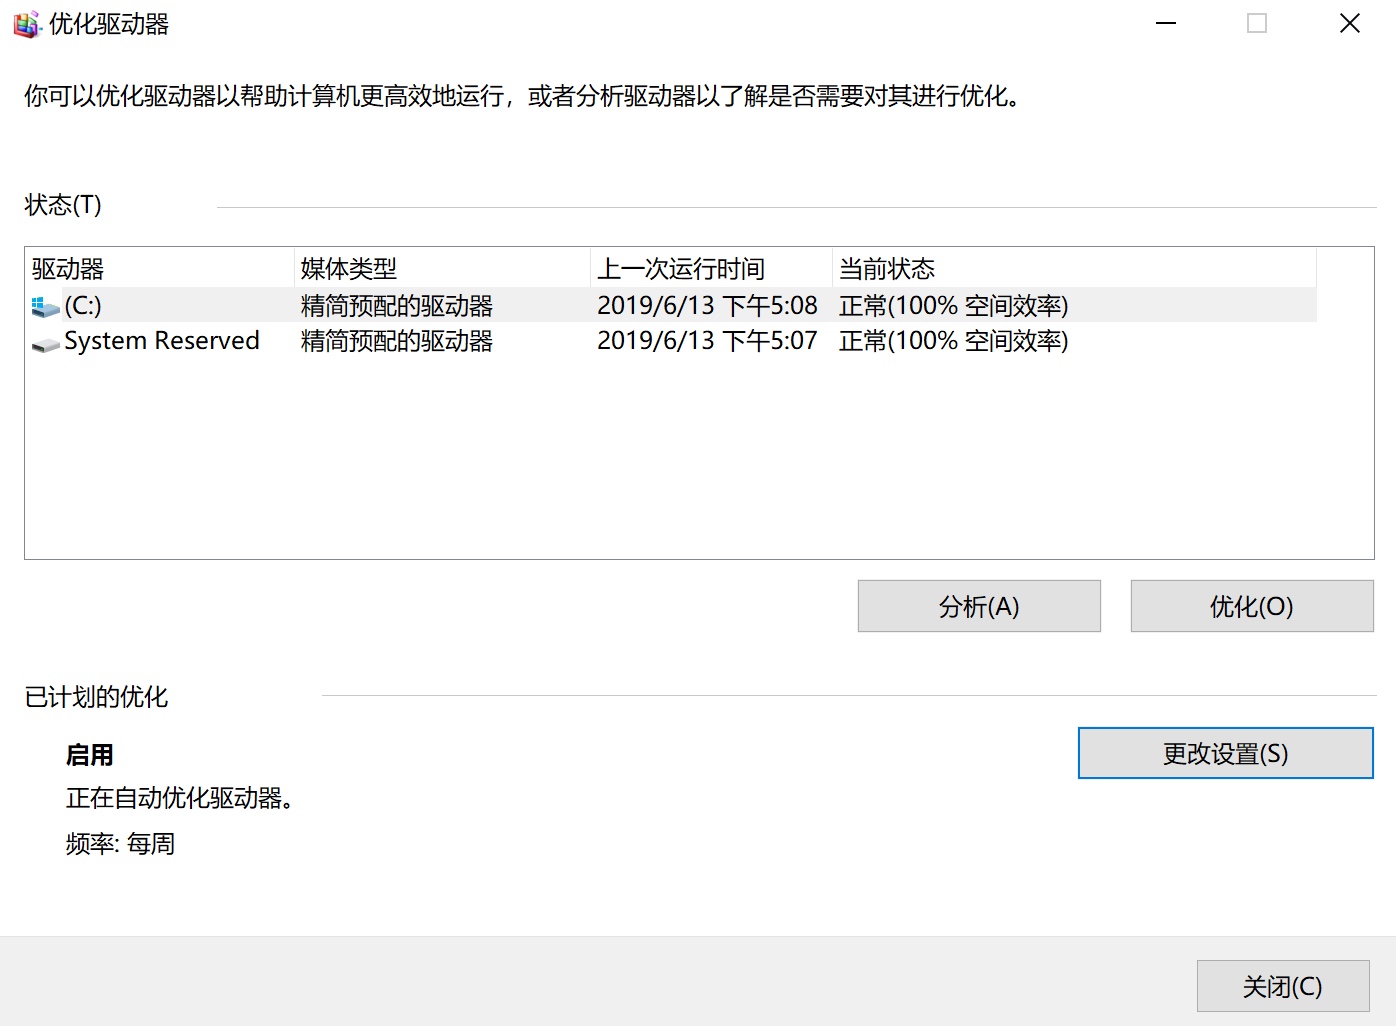 优化驱动器
你可以优化驱动器以帮助计算机更高效地运行，或者分析驱动器以了解是否需要对其进行优化。
状态(T)
驱动器 媒体类型 上一次运行时间 当前状态
(C:) 精简预配的驱动器 2019/6/13 下午5:08 正常(100% 空间效率)
System Reserved 精简预配的驱动器 2019/6/13 下午5:07 正常(100% 空间效率)
分析(A) 优化(O)
已计划的优化
启用
更改设置(S)
正在自动优化驱动器。
频率: 每周
关闭(C)